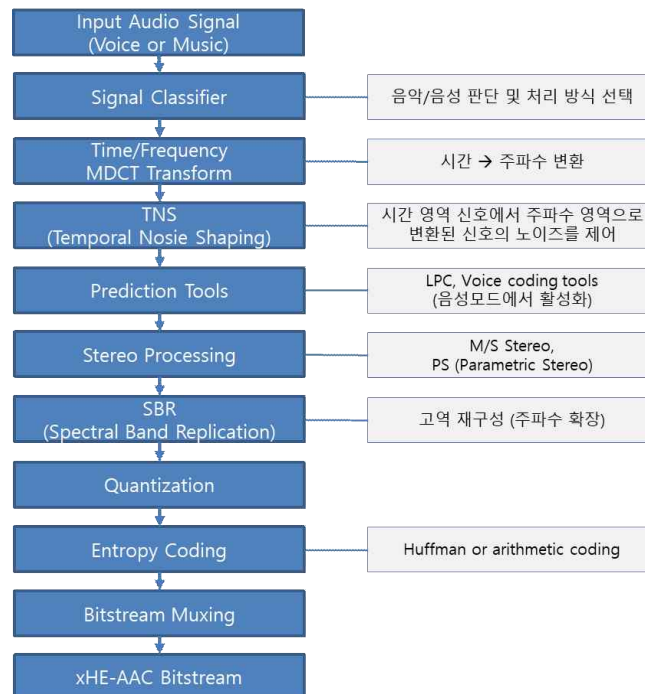 Input Audio Signal
(Voice or Music)
Signal Classifier
음악/음성 판단 및 처리 방식 선택
Time/Frequency
MDCT Transform
시간 → 주파수 변환
TNS
(Temporal Nosie Shaping)
시간 영역 신호에서 주파수 영역으로
변환된 신호의 노이즈를 제어
Prediction Tools
LPC, Voice coding tools
(음성모드에서 활성화)
Stereo Processing
M/S Stereo,
PS (Parametric Stereo)
SBR
(Spectral Band Replication)
고역 재구성 (주파수 확장)
Quantization
Entropy Coding
Huffman or arithmetic coding
Bitstream Muxing
xHE-AAC Bitstream